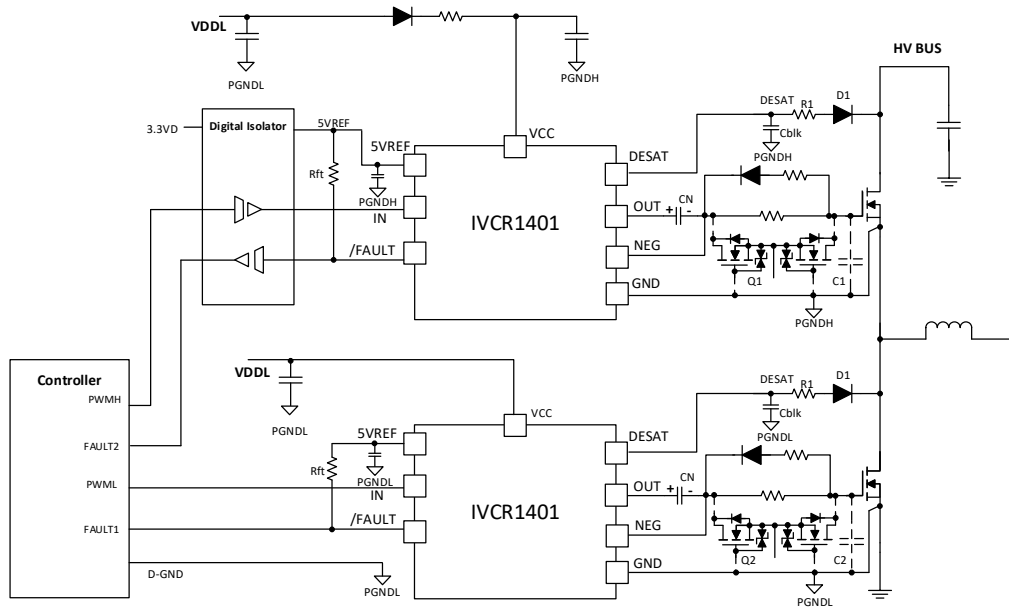 VDDL
PGNDL
PGNDH
HV BUS
3.3VD
Digital Isolator
5VREF
5VREF
VCC
DESAT
DESAT
R1
D1
Cblk
PGNDH
Rft
PGNDH
IN
/FAULT
IVCR1401
OUT
+
CN
-
NEG
GND
Q1
C1
PGNDH
Controller
PWMH
FAULT2
PWML
FAULT1
D-GND
PGNDL
VDDL
PGNDL
VCC
5VREF
Rft
PGNDL
IN
/FAULT
IVCR1401
DESAT
DESAT
R1
D1
Cblk
PGNDL
OUT
+
CN
-
NEG
GND
Q2
C2
PGNDL